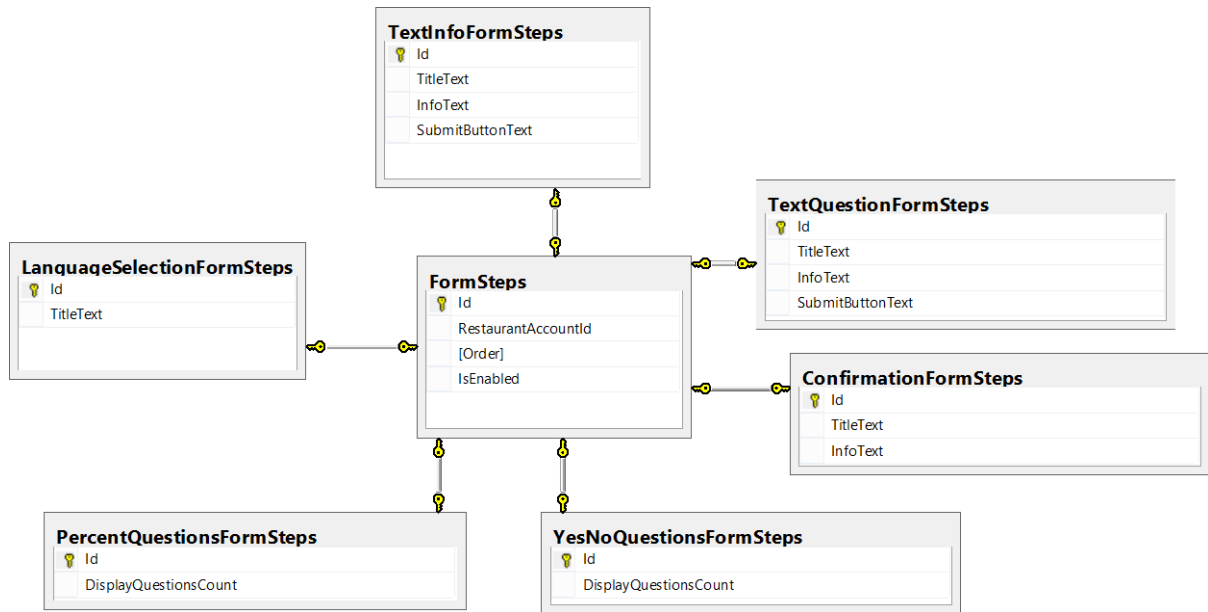 TextInfoFormSteps
Id
TitleText
InfoText
SubmitButtonText
TextQuestionFormSteps
Id
TitleText
InfoText
SubmitButtonText
LanguageSelectionFormSteps
Id
TitleText
FormSteps
Id
RestaurantAccountId
[Order]
IsEnabled
ConfirmationFormSteps
Id
TitleText
InfoText
PercentQuestionsFormSteps
Id
DisplayQuestionsCount
YesNoQuestionsFormSteps
Id
DisplayQuestionsCount